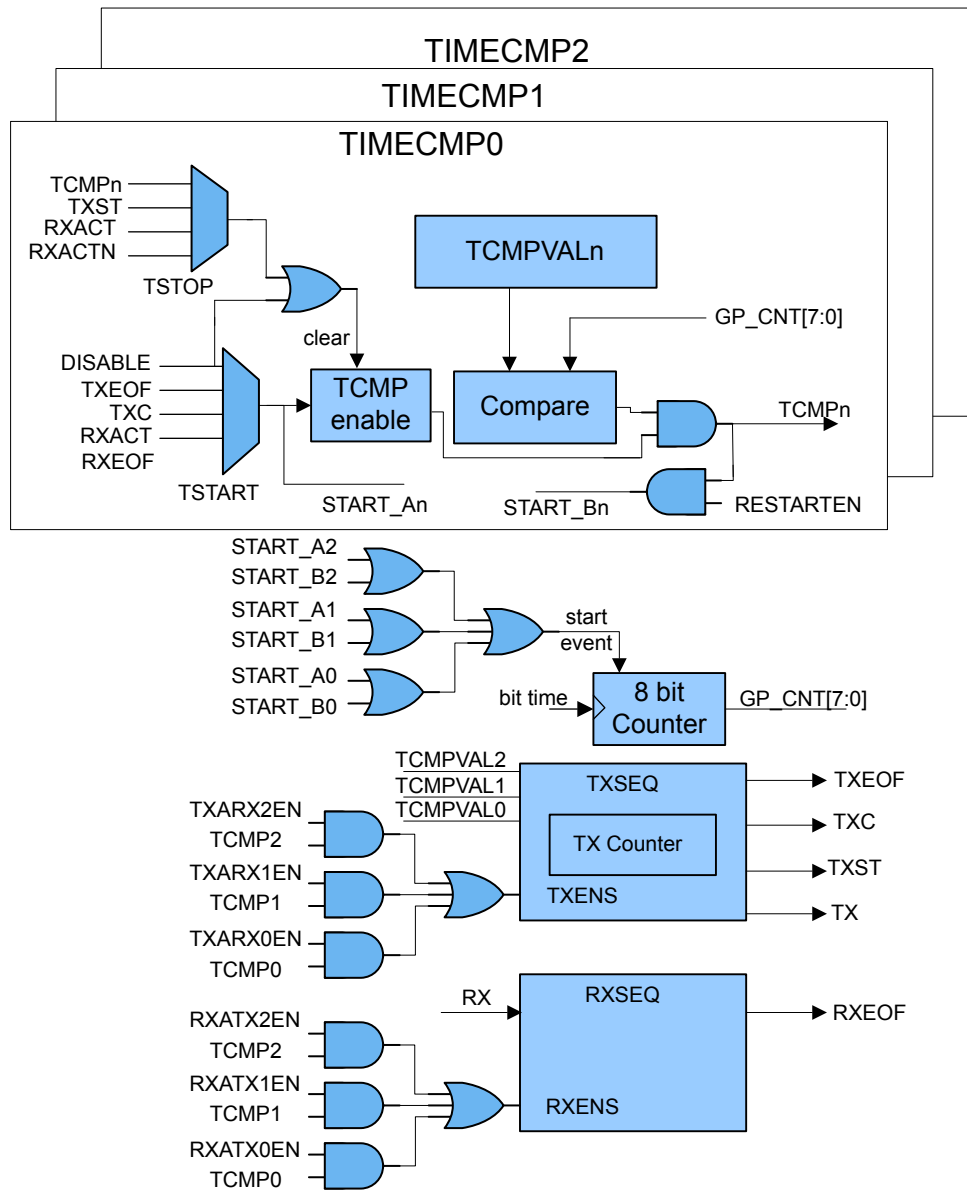 TIMECMP2
TIMECMP1
TIMECMP0
TCMPn
TXST
RXACT
RXACTN
TSTOP
TCMPVALn
GP_CNT[7:0]
clear
DISABLE
TXEOF
TXC
RXACT
RXEOF
TSTART
TCMP
enable
Compare
TCMPn
START_An
START_Bn
RESTARTEN
START_A2
START_B2
START_A1
START_B1
START_A0
START_B0
start
event
bit time
8 bit
Counter
GP_CNT[7:0]
TCMPVAL2
TCMPVAL1
TCMPVAL0
TXSEQ
TX Counter
TXENS
TXEOF
TXC
TXST
TX
TXARX2EN
TCMP2
TXARX1EN
TCMP1
TXARX0EN
TCMP0
RX
RXSEQ
RXENS
RXEOF
RXATX2EN
TCMP2
RXATX1EN
TCMP1
RXATX0EN
TCMP0